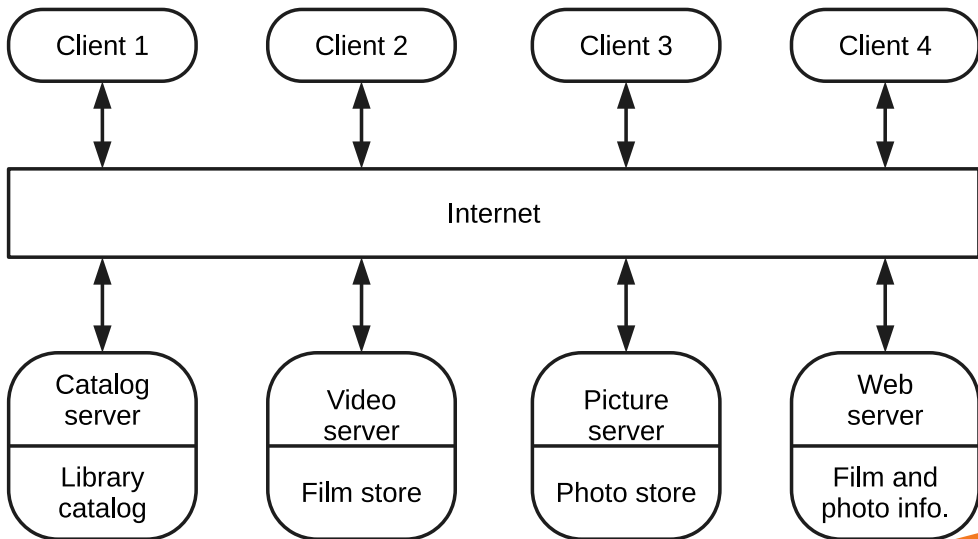 Client 1
Client 2
Client 3
Client 4
Internet
Catalog
server
Library
catalog
Video
server
Film store
Picture
server
Photo store
Web
server
Film and
photo info.